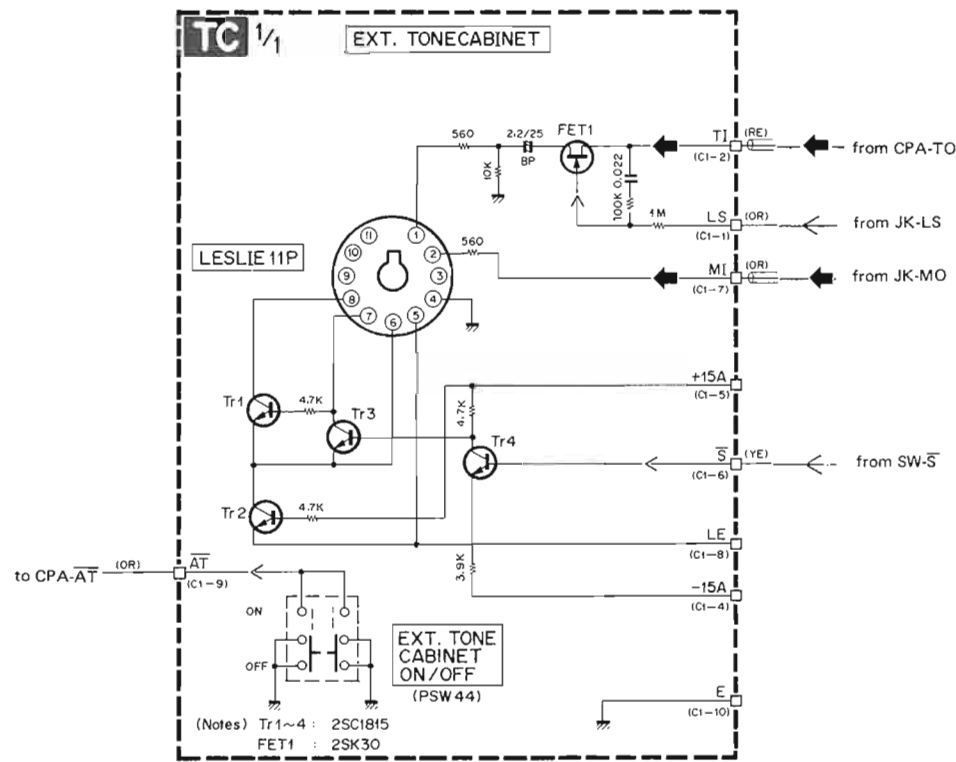 TC 1/1
EXT. TONECABINET
560
2.2/25
BP
FET1
10K
100K 0.022
TI (RE)
(C1-2)
from CPA-TO
1M
LS (OR)
(C1-1)
from JK-LS
LESLIE 11P
1
2
3
4
5
6
7
8
9
10
11
560
MI (OR)
(C1-7)
from JK-MO
+15A
(C1-5)
Tr1
4.7K
Tr3
4.7K
Tr4
S̅ (YE)
(C1-6)
from SW-S̅
Tr2
4.7K
LE
(C1-8)
3.9K
to CPA-A̅T̅ (OR)
A̅T̅
(C1-9)
-15A
(C1-4)
ON
OFF
EXT. TONE
CABINET
ON/OFF
(PSW44)
E
(C1-10)
(Notes) Tr1~4 : 2SC1815
FET1 : 2SK30